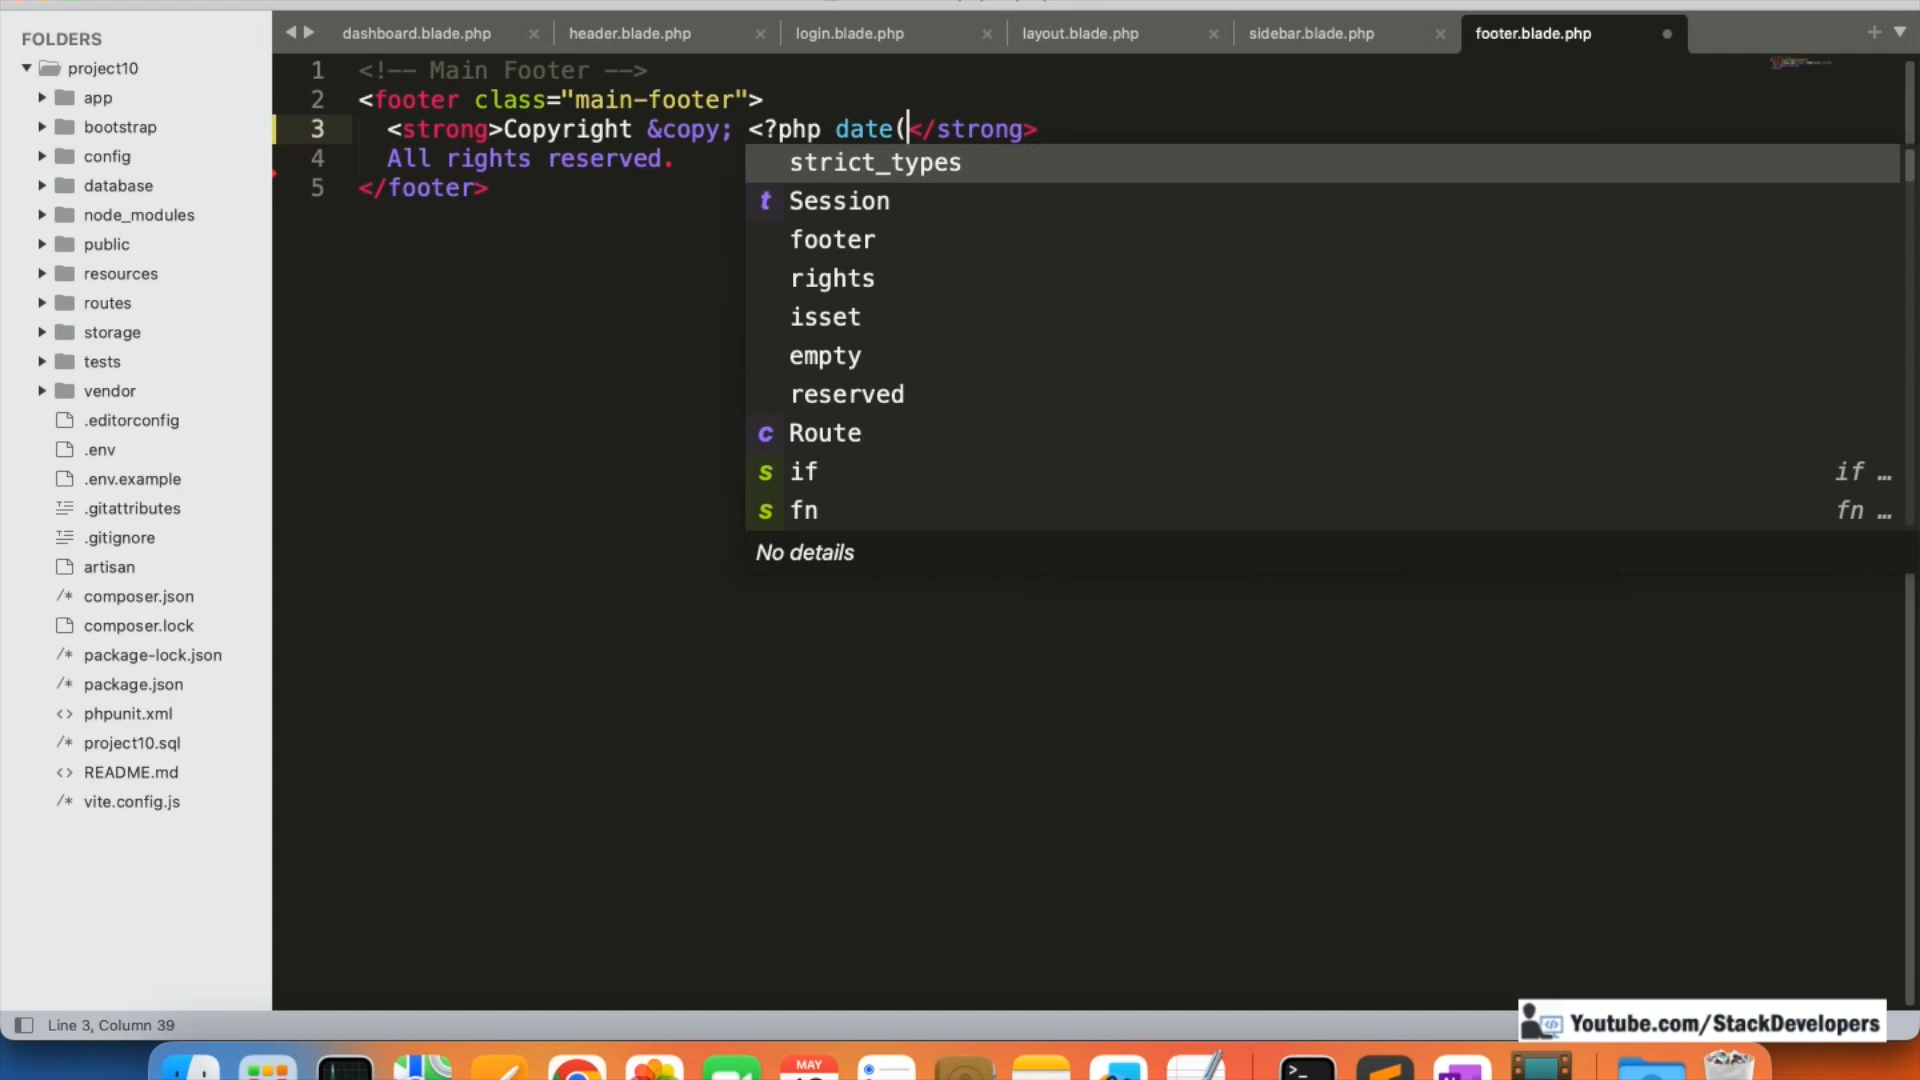 FOLDERS
project10
app
bootstrap
config
database
node_modules
public
resources
routes
storage
tests
vendor
.editorconfig
.env
.env.example
.gitattributes
.gitignore
artisan
composer.json
composer.lock
package-lock.json
package.json
phpunit.xml
project10.sql
README.md
vite.config.js
dashboard.blade.php
header.blade.php
login.blade.php
layout.blade.php
sidebar.blade.php
footer.blade.php
1 <!-- Main Footer -->
2 <footer class="main-footer">
3 <strong>Copyright &copy; <?php date(</strong>
4 All rights reserved.
5 </footer>
strict_types
t Session
footer
rights
isset
empty
reserved
c Route
s if if …
s fn fn …
No details
Line 3, Column 39
Youtube.com/StackDevelopers
MAY